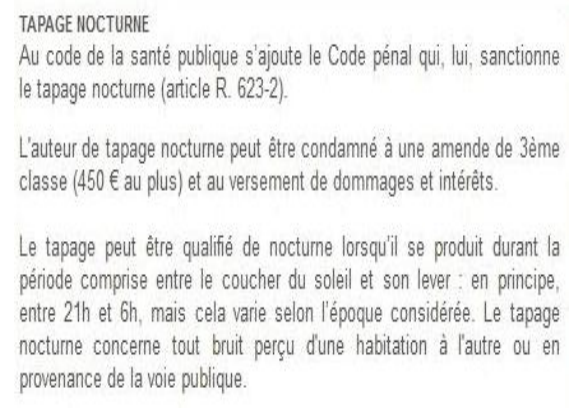 TAPAGE NOCTURNE
Au code de la santé publique s'ajoute le Code pénal qui, lui, sanctionne
le tapage nocturne (article R. 623-2).
L'auteur de tapage nocturne peut être condamné à une amende de 3ème
classe (450 € au plus) et au versement de dommages et intérêts.
Le tapage peut être qualifié de nocturne lorsqu'il se produit durant la
période comprise entre le coucher du soleil et son lever : en principe,
entre 21h et 6h, mais cela varie selon l'époque considérée. Le tapage
nocturne concerne tout bruit perçu d'une habitation à l'autre ou en
provenance de la voie publique.